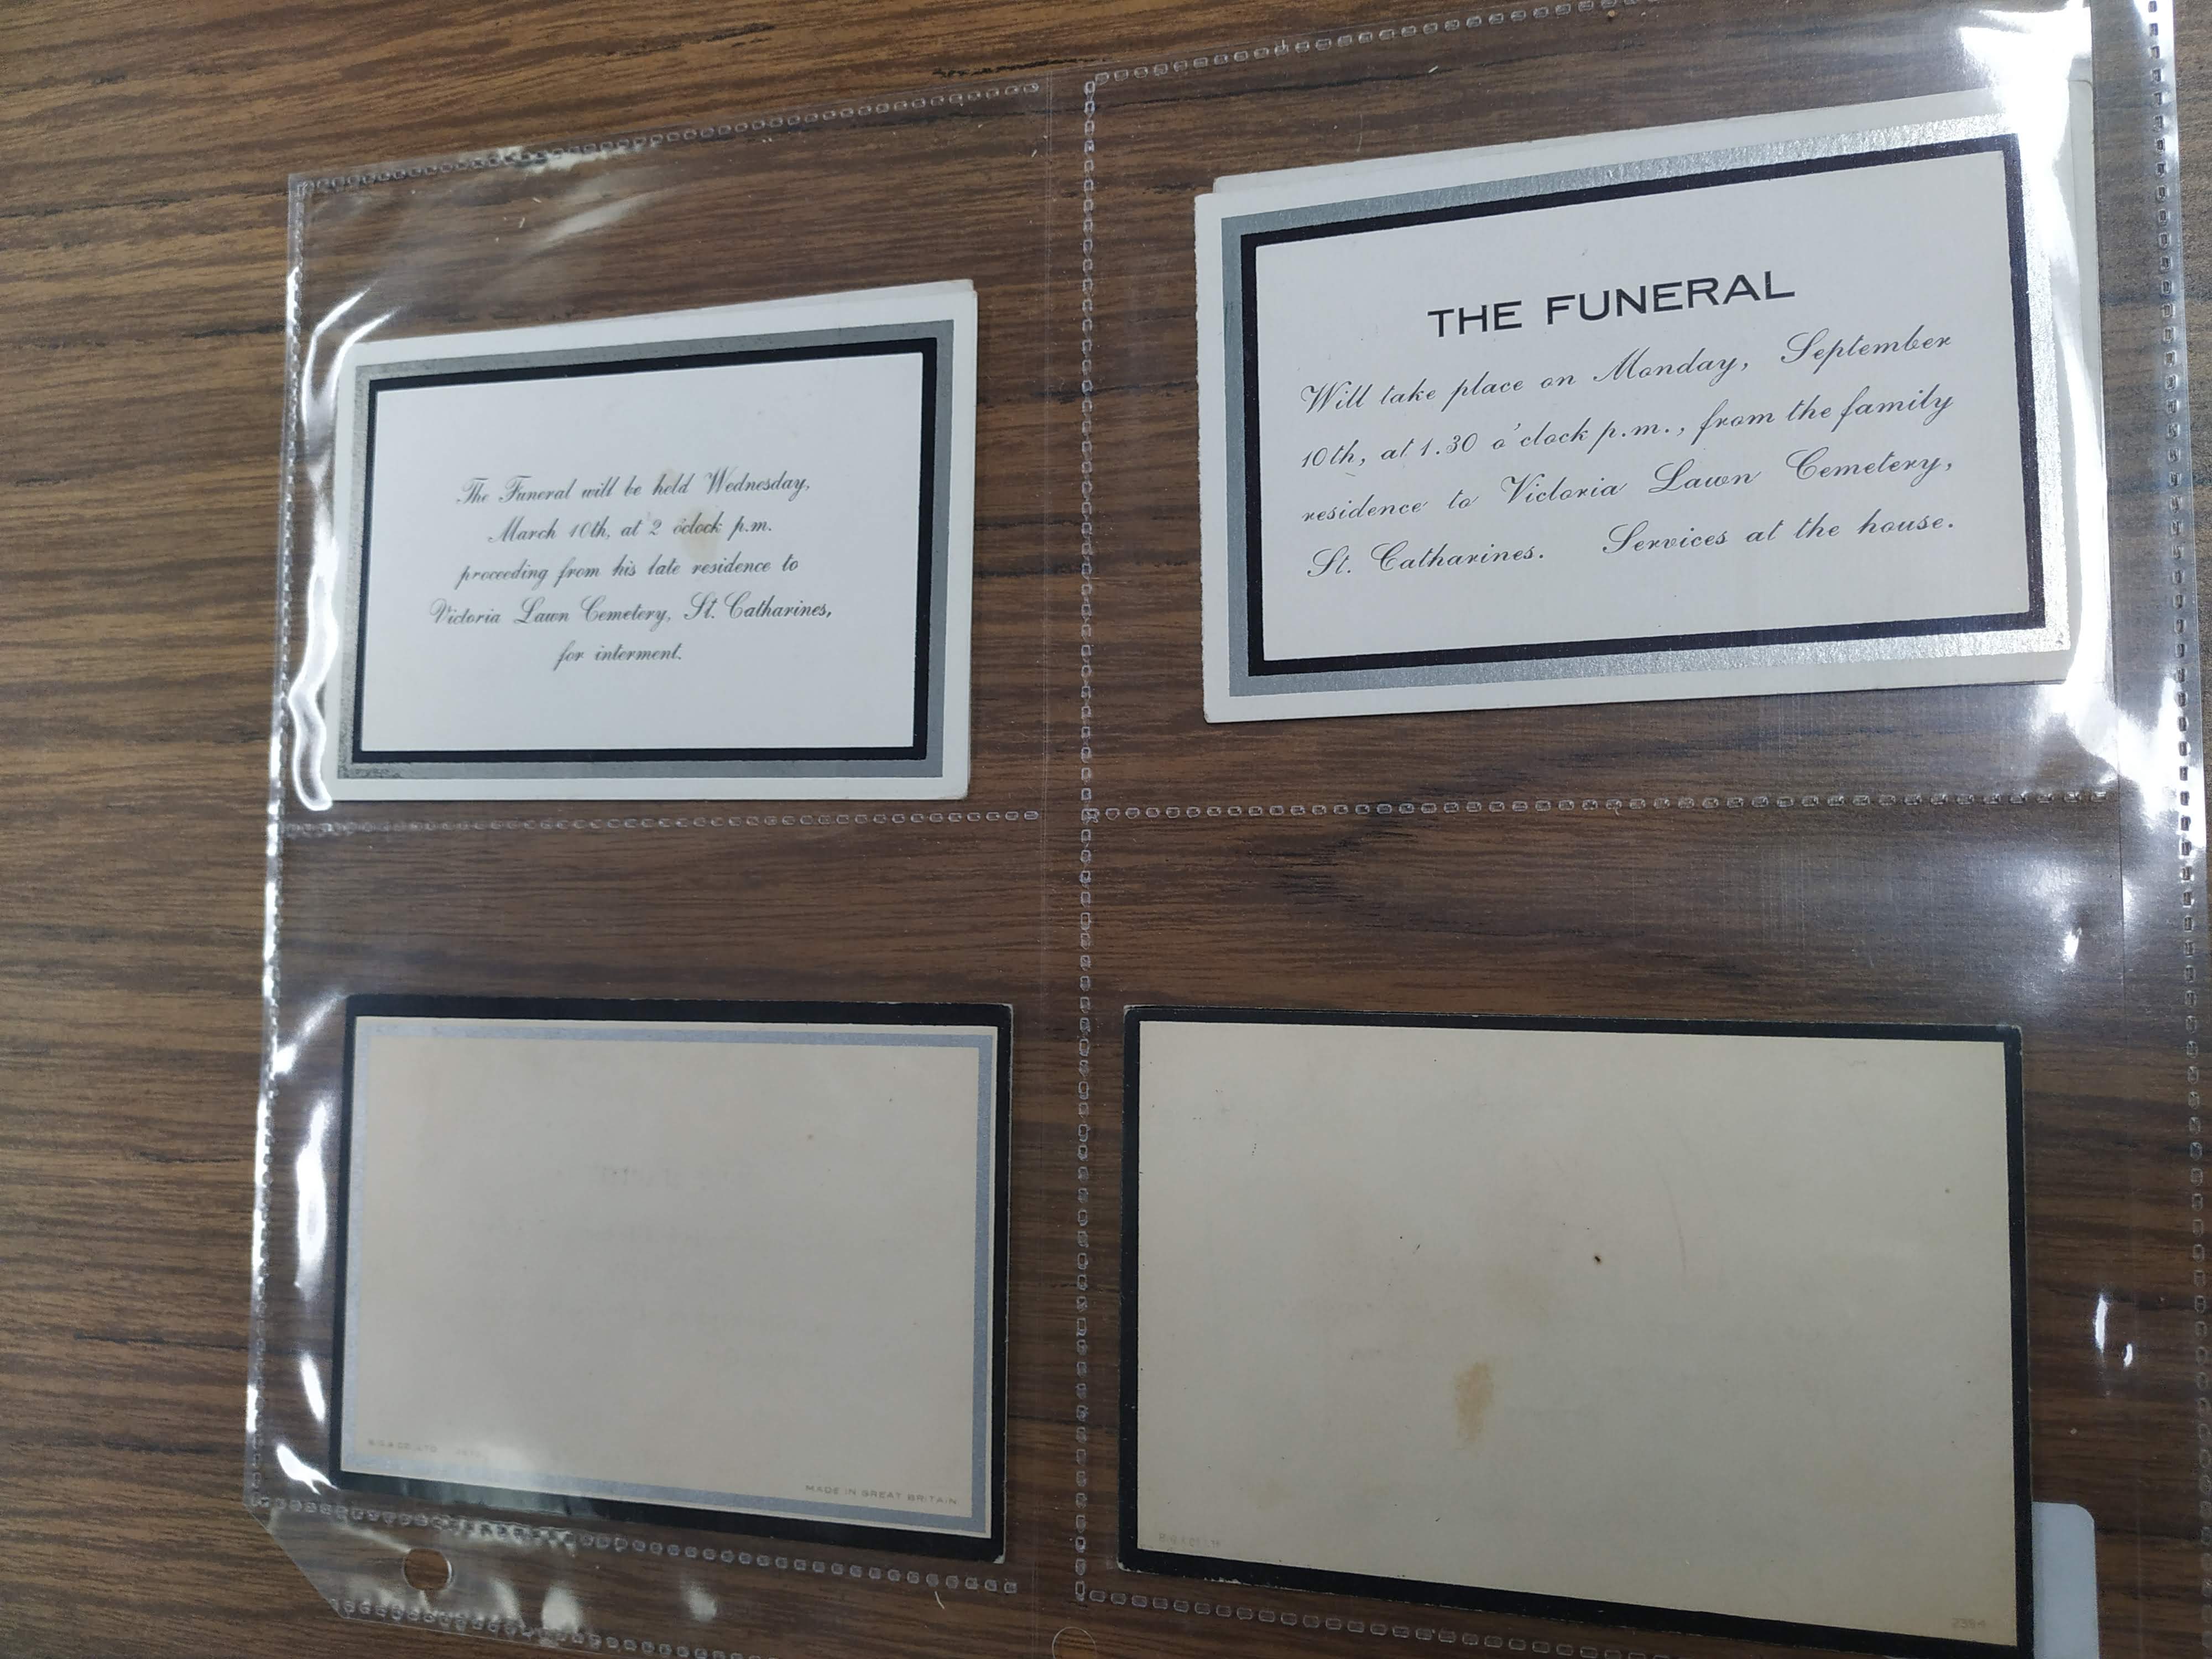 THE FUNERAL
Will take place on Monday, September
10th, at 1.30 o'clock p.m., from the family
residence to Victoria Lawn Cemetery,
St. Catharines. Services at the house.
The Funeral will be held Wednesday,
March 10th, at 2 o'clock p.m.
proceeding from his late residence to
Victoria Lawn Cemetery, St. Catharines,
for interment.
MADE IN GREAT BRITAIN